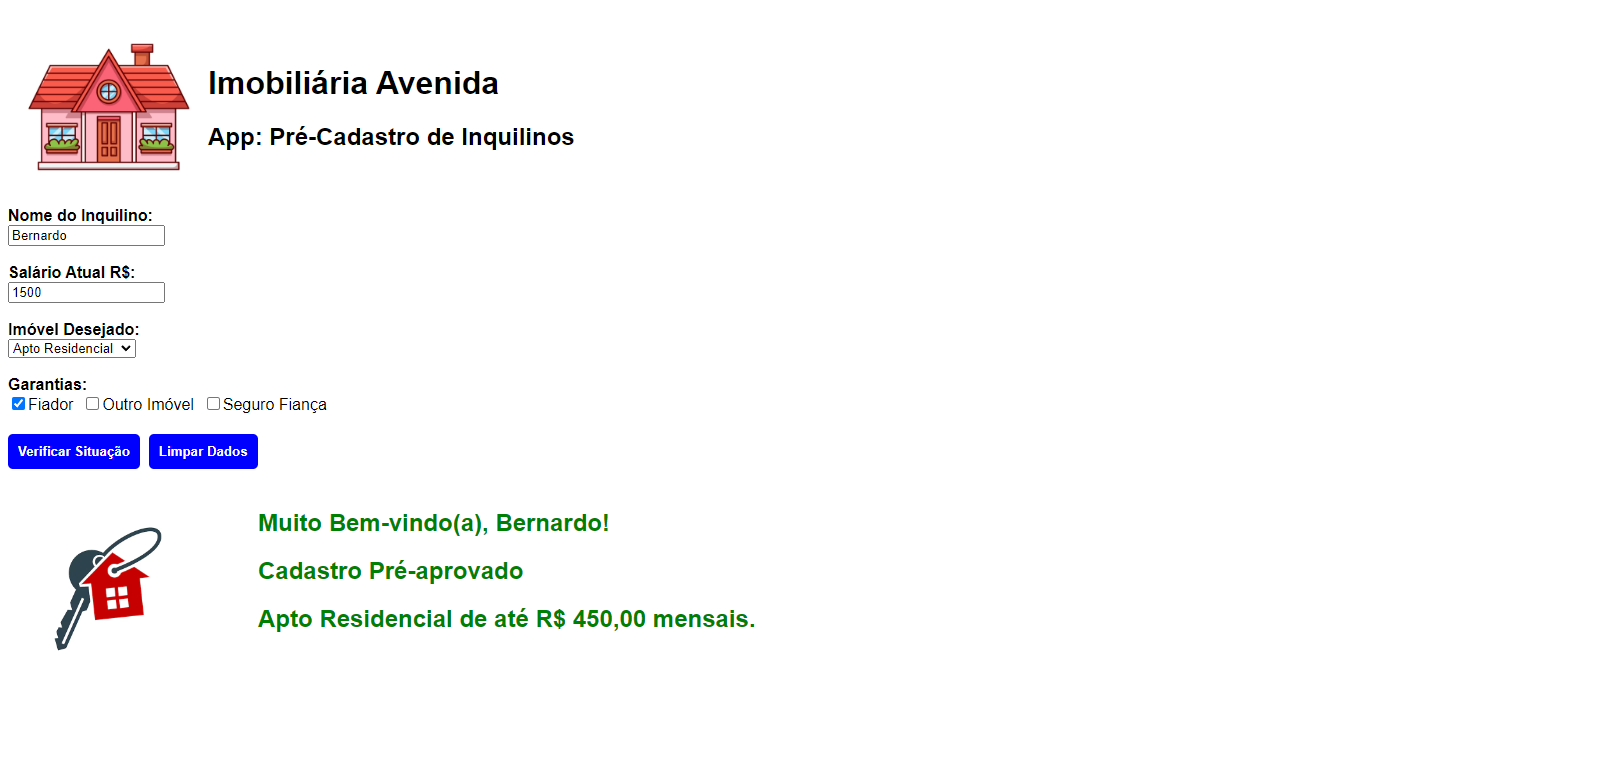 Imobiliária Avenida
App: Pré-Cadastro de Inquilinos
Nome do Inquilino:
Bernardo
Salário Atual R$:
1500
Imóvel Desejado:
Apto Residencial
Garantias:
Fiador Outro Imóvel Seguro Fiança
Verificar Situação Limpar Dados
Muito Bem-vindo(a), Bernardo!
Cadastro Pré-aprovado
Apto Residencial de até R$ 450,00 mensais.